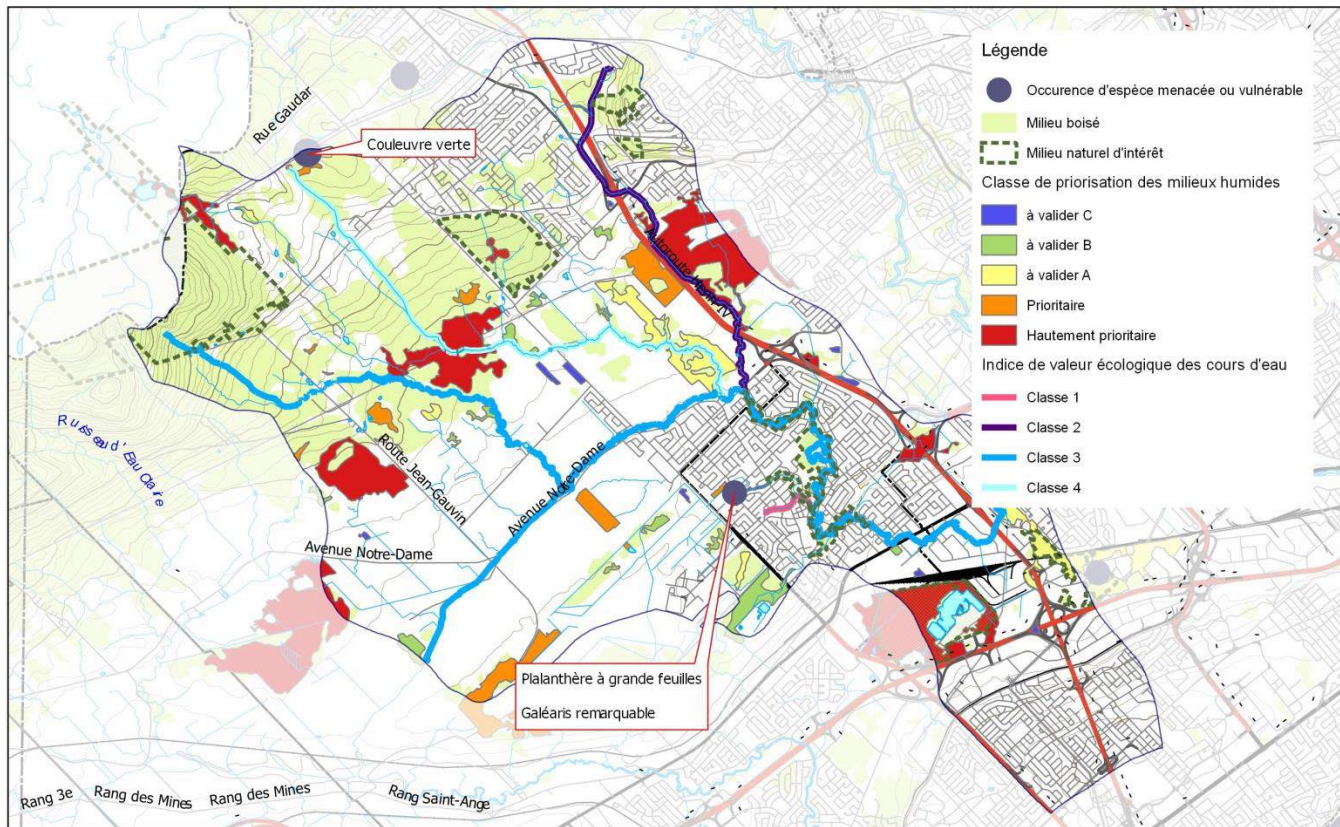 Légende
Occurence d'espèce menacée ou vulnérable
Milieu boisé
Milieu naturel d'intérêt
Classe de priorisation des milieux humides
à valider C
à valider B
à valider A
Prioritaire
Hautement prioritaire
Indice de valeur écologique des cours d'eau
Classe 1
Classe 2
Classe 3
Classe 4
Rue Gaudar
Couleuvre verte
Autoroute Henri-IV
Ruisseau d'Eau Claire
Route Jean-Gauvin
Avenue Notre-Dame
Avenue Notre-Dame
Plalanthère à grande feuilles
Galéaris remarquable
Rang 3e
Rang des Mines
Rang des Mines
Rang Saint-Ange